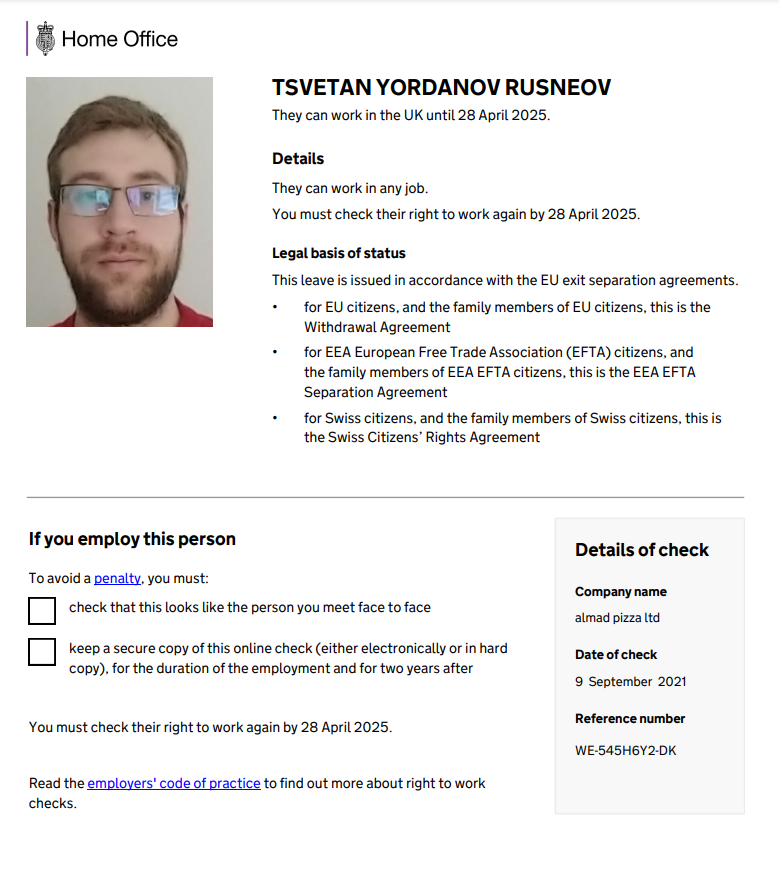 Home Office
TSVETAN YORDANOV RUSNEOV
They can work in the UK until 28 April 2025.
Details
They can work in any job.
You must check their right to work again by 28 April 2025.
Legal basis of status
This leave is issued in accordance with the EU exit separation agreements.
• for EU citizens, and the family members of EU citizens, this is the
Withdrawal Agreement
• for EEA European Free Trade Association (EFTA) citizens, and
the family members of EEA EFTA citizens, this is the EEA EFTA
Separation Agreement
• for Swiss citizens, and the family members of Swiss citizens, this is
the Swiss Citizens’ Rights Agreement
If you employ this person
To avoid a penalty, you must:
check that this looks like the person you meet face to face
keep a secure copy of this online check (either electronically or in hard
copy), for the duration of the employment and for two years after
You must check their right to work again by 28 April 2025.
Read the employers' code of practice to find out more about right to work
checks.
Details of check
Company name
almad pizza ltd
Date of check
9 September 2021
Reference number
WE-545H6Y2-DK